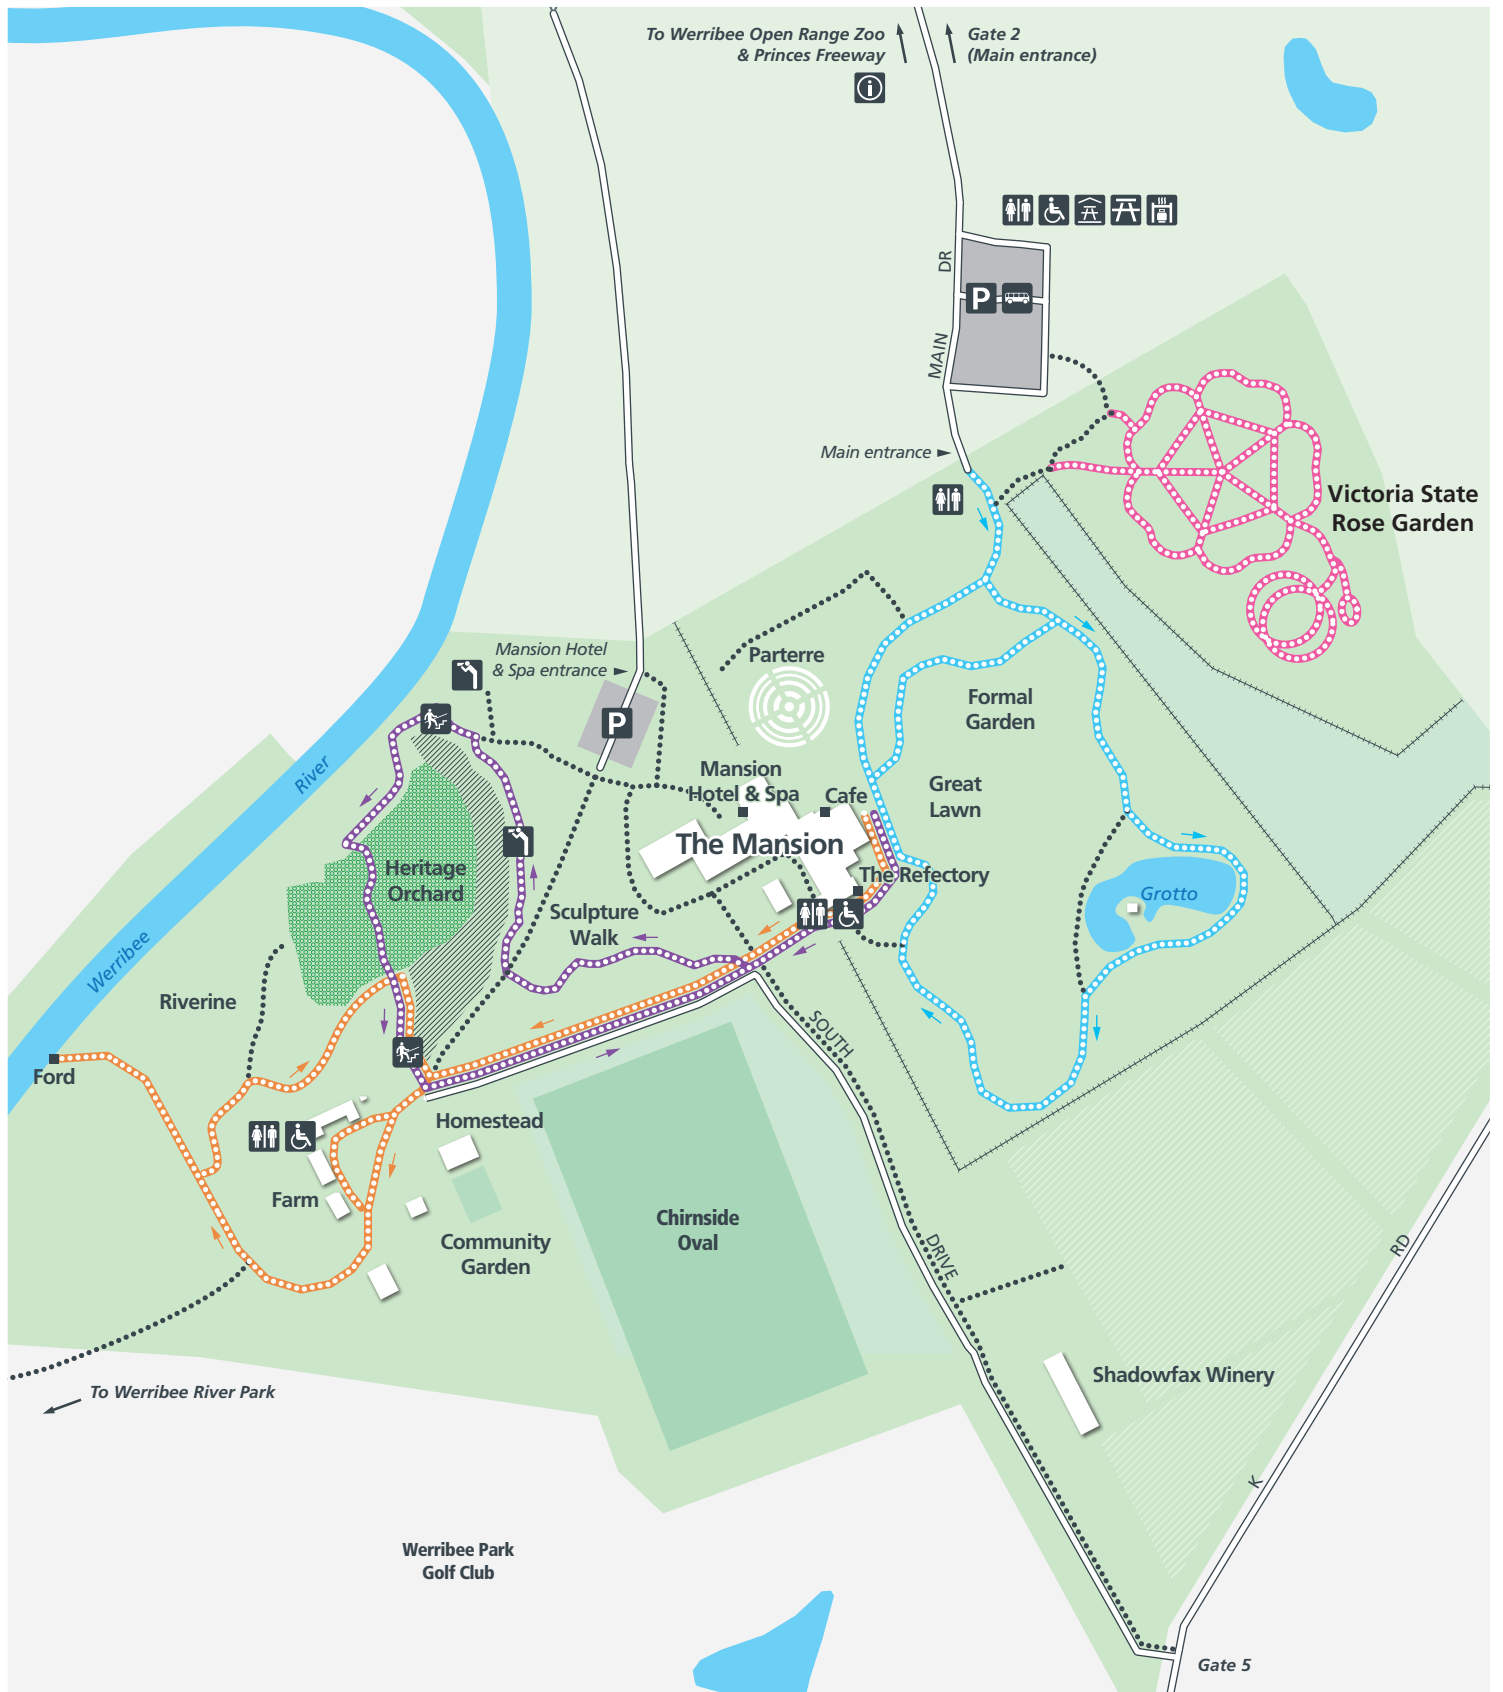 To Werribee Open Range Zoo
& Princes Freeway
Gate 2
(Main entrance)
i
MAIN DR
P
Main entrance
Victoria State
Rose Garden
Mansion Hotel
& Spa entrance
P
Parterre
Formal
Garden
Mansion
Hotel & Spa
Cafe
Great
Lawn
The Mansion
The Refectory
Grotto
Heritage
Orchard
Sculpture
Walk
Werribee River
Riverine
Ford
SOUTH DRIVE
Homestead
Farm
Community
Garden
Chirnside
Oval
K RD
To Werribee River Park
Shadowfax Winery
Werribee Park
Golf Club
Gate 5